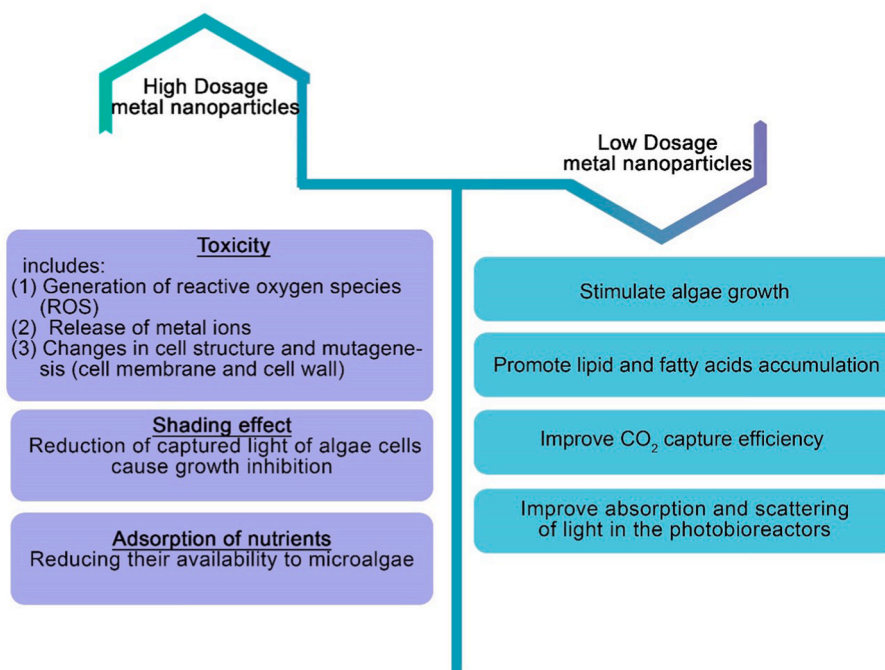 High Dosage
metal nanoparticles
Low Dosage
metal nanoparticles
Toxicity
includes:
(1) Generation of reactive oxygen species
(ROS)
(2) Release of metal ions
(3) Changes in cell structure and mutagene-
sis (cell membrane and cell wall)
Shading effect
Reduction of captured light of algae cells
cause growth inhibition
Adsorption of nutrients
Reducing their availability to microalgae
Stimulate algae growth
Promote lipid and fatty acids accumulation
Improve CO₂ capture efficiency
Improve absorption and scattering
of light in the photobioreactors